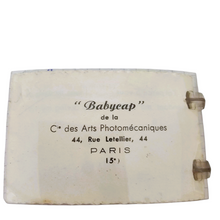 "Babycap"
de la
Cie des Arts Photomécaniques
44, Rue Letellier, 44
PARIS
15e)